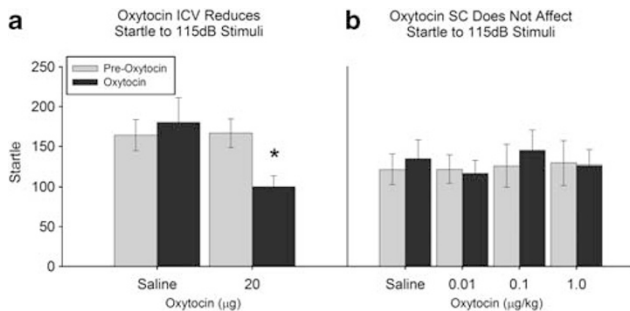 a
Oxytocin ICV Reduces
Startle to 115dB Stimuli
Pre-Oxytocin
Oxytocin
250
200
150
100
50
0
Startle
*
Saline
20
Oxytocin (µg)
b
Oxytocin SC Does Not Affect
Startle to 115dB Stimuli
Saline
0.01
0.1
1.0
Oxytocin (µg/kg)